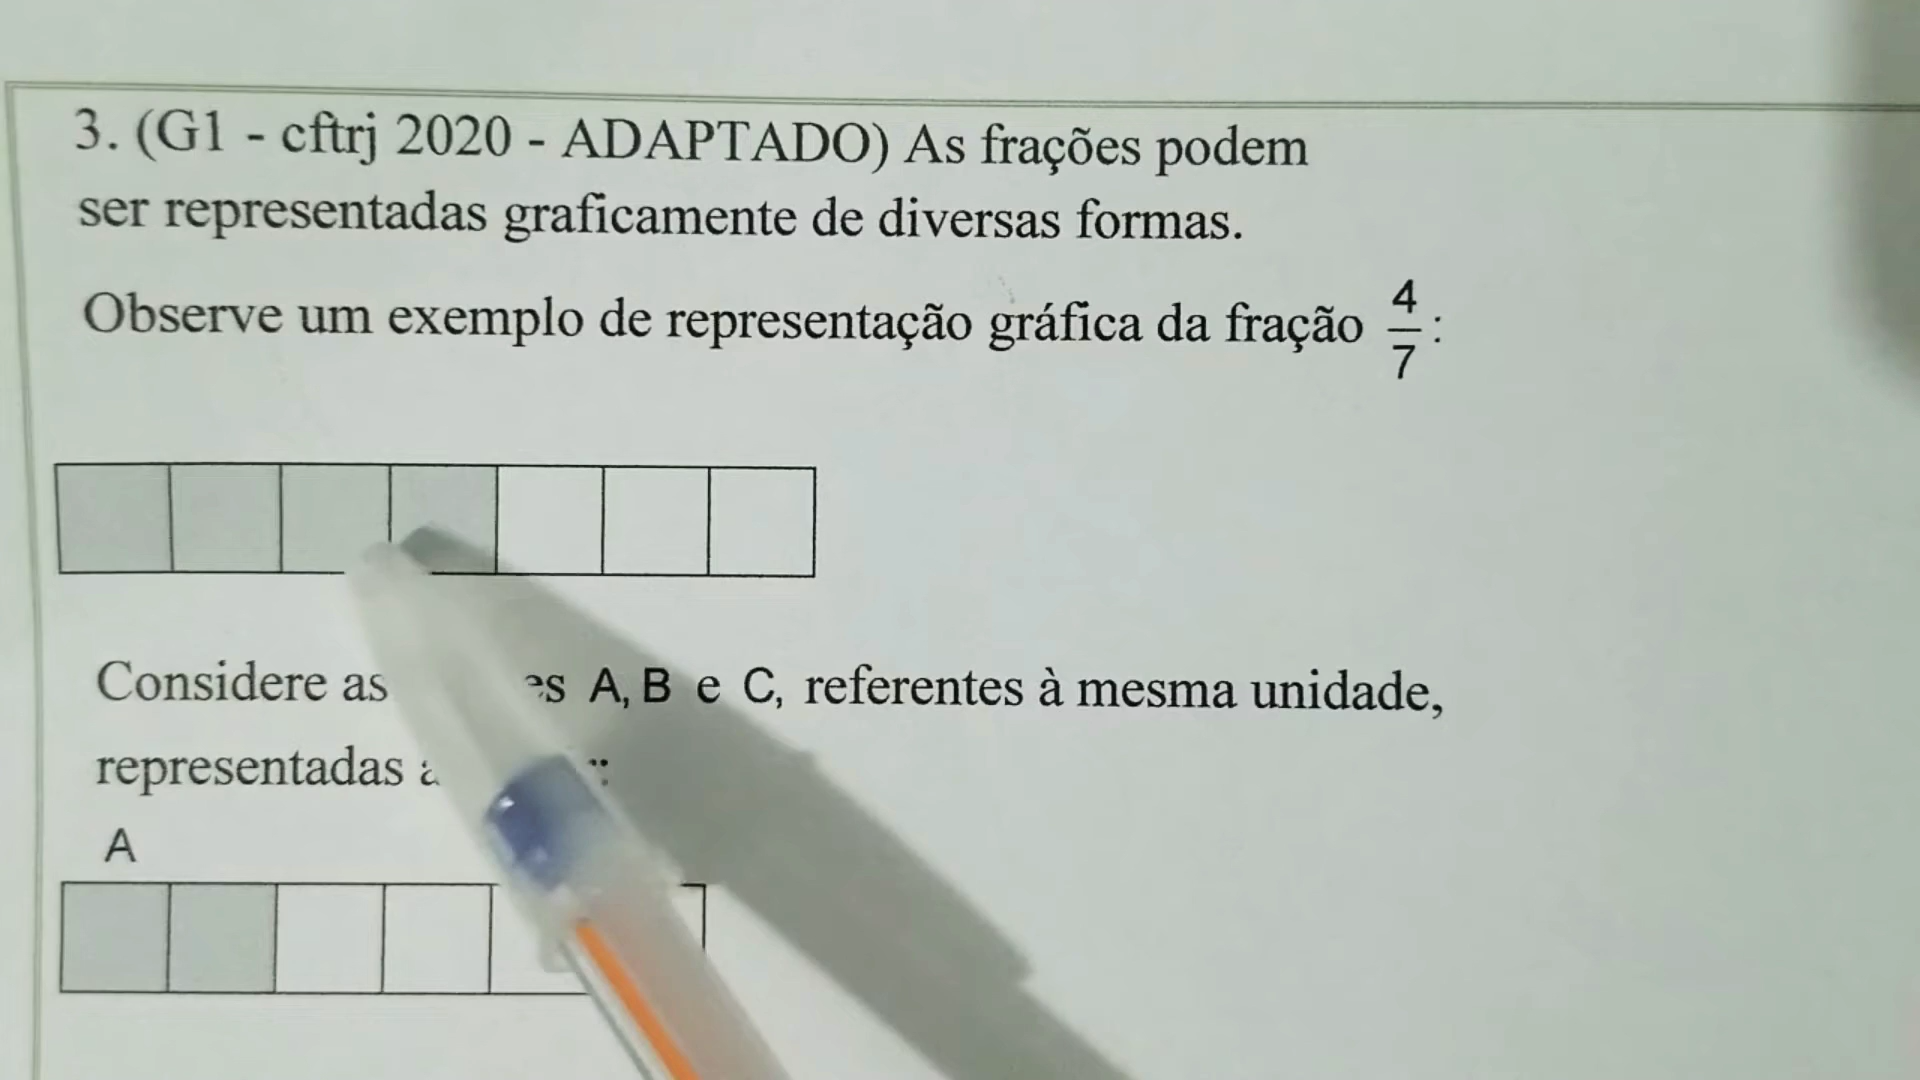 3. (G1 - cftrj 2020 - ADAPTADO) As frações podem
ser representadas graficamente de diversas formas.
Observe um exemplo de representação gráfica da fração 4/7:
Considere as A, B e C, referentes à mesma unidade,
representadas
A